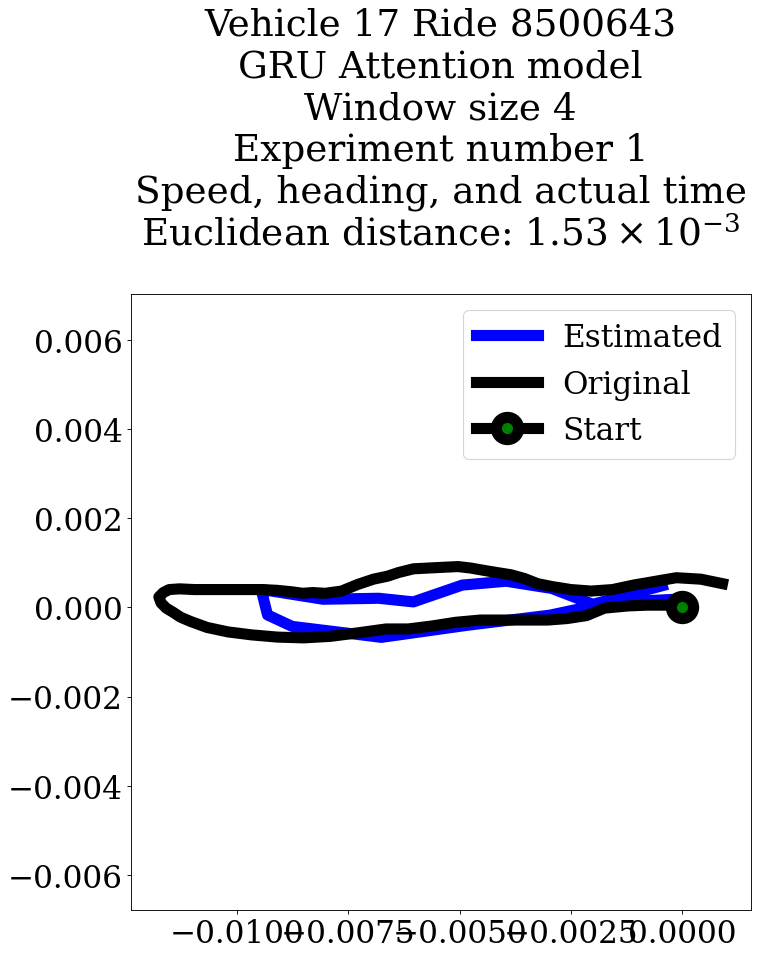 Vehicle 17 Ride 8500643
GRU Attention model
Window size 4
Experiment number 1
Speed, heading, and actual time
Euclidean distance: 1.53 × 10⁻³
Estimated
Original
Start
0.006
0.004
0.002
0.000
−0.002
−0.004
−0.006
−0.0100 −0.0075 −0.0050 −0.0025 0.0000